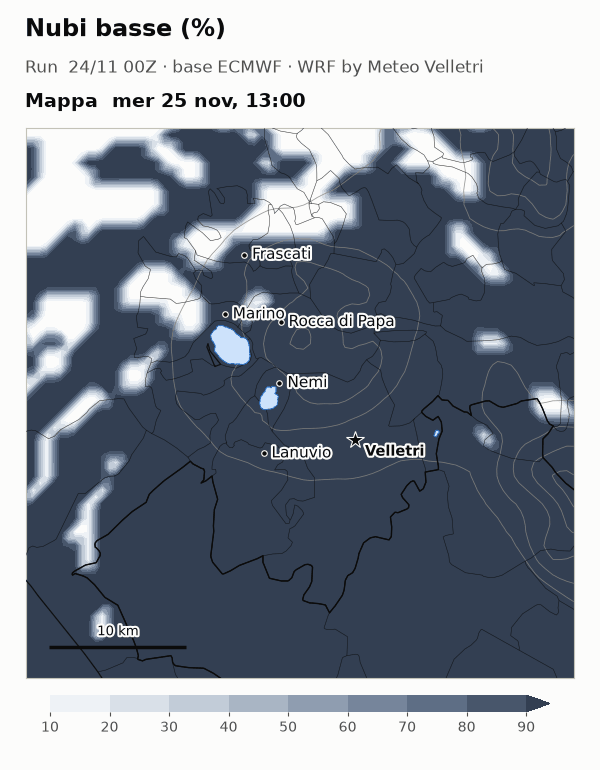 Nubi basse (%)
Run  24/11 00Z · base ECMWF · WRF by Meteo Velletri
Mappa  mer 25 nov, 13:00
Frascati
Marino
Rocca di Papa
Nemi
Velletri
Lanuvio
10 km
10 20 30 40 50 60 70 80 90